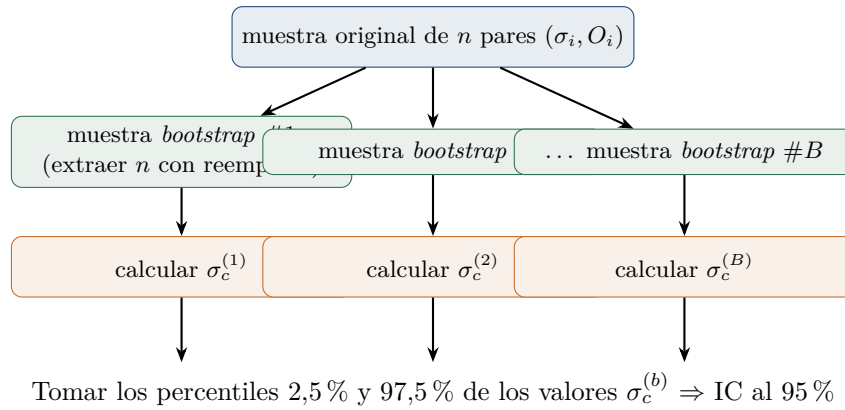 muestra original de n pares (σ_i, O_i)
muestra bootstrap #1
(extraer n con reemp
muestra bootstrap
... muestra bootstrap #B
calcular σ_c^(1)
calcular σ_c^(2)
calcular σ_c^(B)
Tomar los percentiles 2,5 % y 97,5 % de los valores σ_c^(b) ⇒ IC al 95 %